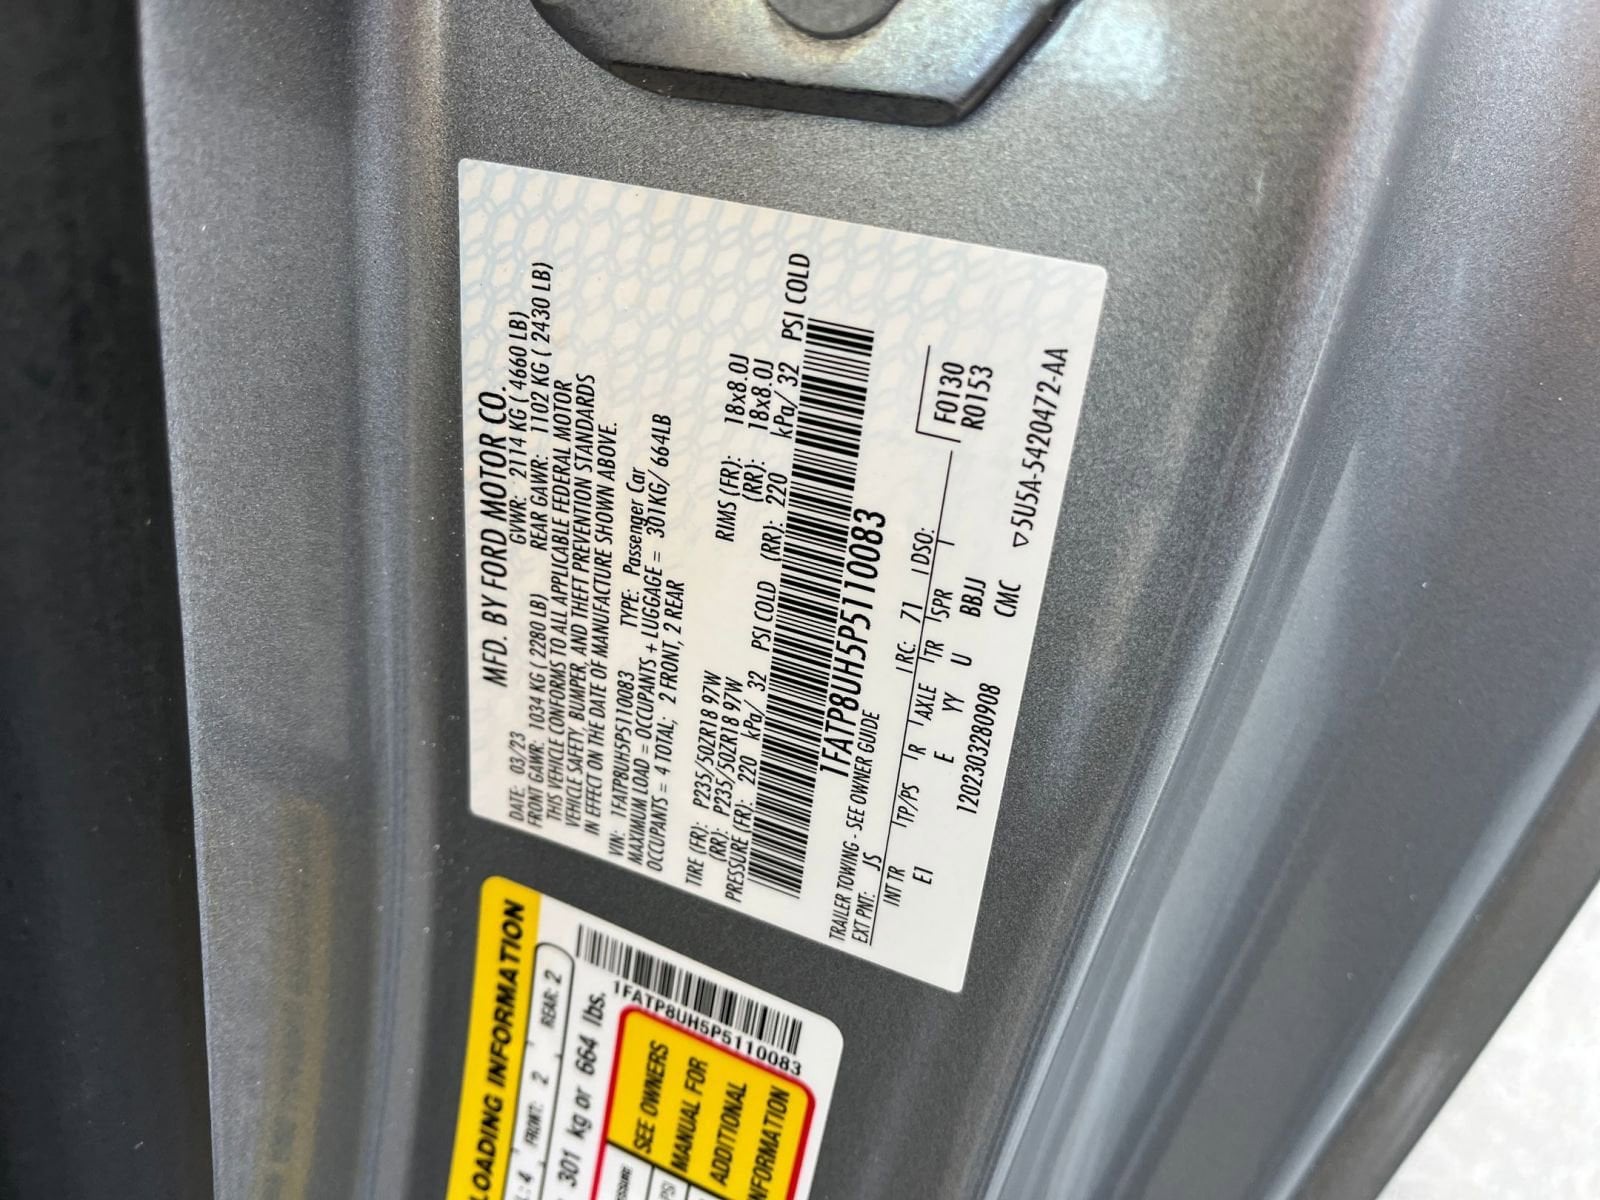 MFD. BY FORD MOTOR CO.
DATE: 03/23 GVWR: 2114 KG ( 4660 LB)
FRONT GAWR: 1034 KG ( 2280 LB) REAR GAWR: 1102 KG ( 2430 LB)
THIS VEHICLE CONFORMS TO ALL APPLICABLE FEDERAL MOTOR
VEHICLE SAFETY, BUMPER, AND THEFT PREVENTION STANDARDS
IN EFFECT ON THE DATE OF MANUFACTURE SHOWN ABOVE.
VIN: 1FATP8UH5P5110083 TYPE: Passenger Car
MAXIMUM LOAD = OCCUPANTS + LUGGAGE = 301KG/ 664LB
OCCUPANTS = 4 TOTAL; 2 FRONT, 2 REAR
TIRE (FR): P235/50ZR18 97W RIMS (FR): 18x8.0J
(RR): P235/50ZR18 97W (RR): 18x8.0J
PRESSURE (FR): 220 kPa/ 32 PSI COLD (RR): 220 kPa/ 32 PSI COLD
1FATP8UH5P5110083
TRAILER TOWING - SEE OWNER GUIDE
EXT PNT: JS RC: 71 DSO: F0130
INT TR TP/PS R AXLE TR SPR R0153
E1 E YY U BBJJ
1202303280908 CMC ▽5U5A-5420472-AA
LOADING INFORMATION
: 4 FRONT: 2 REAR: 2
301 kg or 664 lbs.
1FATP8UH5P5110083
SEE OWNERS
MANUAL FOR
ADDITIONAL
INFORMATION